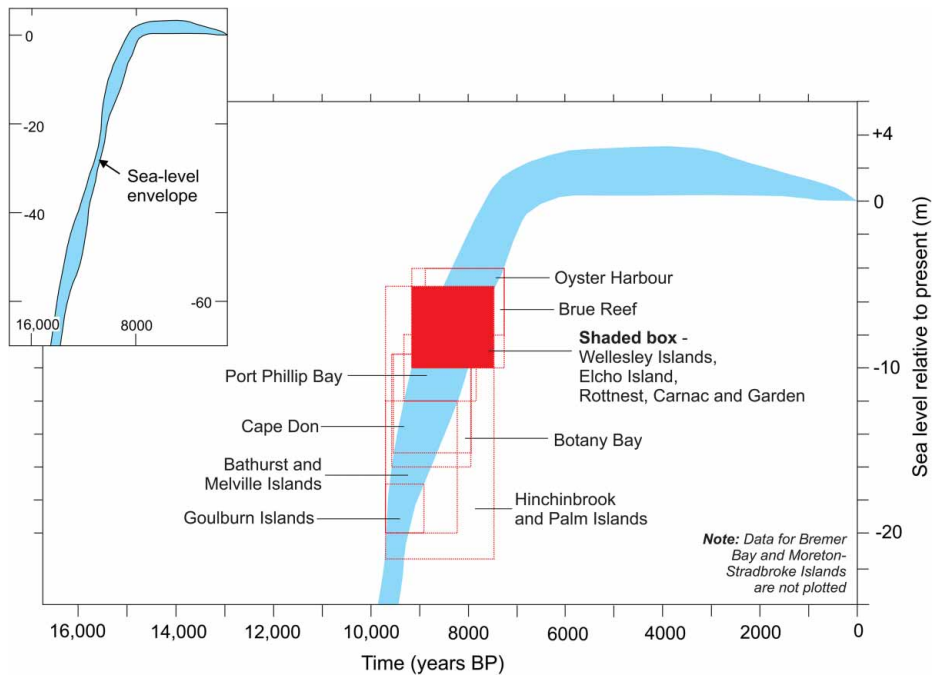 0
-20
-40
-60
16,000
8000
Sea-level
envelope
+4
0
-10
-20
Sea level relative to present (m)
Oyster Harbour
Brue Reef
Shaded box -
Wellesley Islands,
Elcho Island,
Rottnest, Carnac and Garden
Port Phillip Bay
Cape Don
Botany Bay
Bathurst and
Melville Islands
Goulburn Islands
Hinchinbrook
and Palm Islands
Note: Data for Bremer
Bay and Moreton-
Stradbroke Islands
are not plotted
16,000
14,000
12,000
10,000
8000
6000
4000
2000
0
Time (years BP)